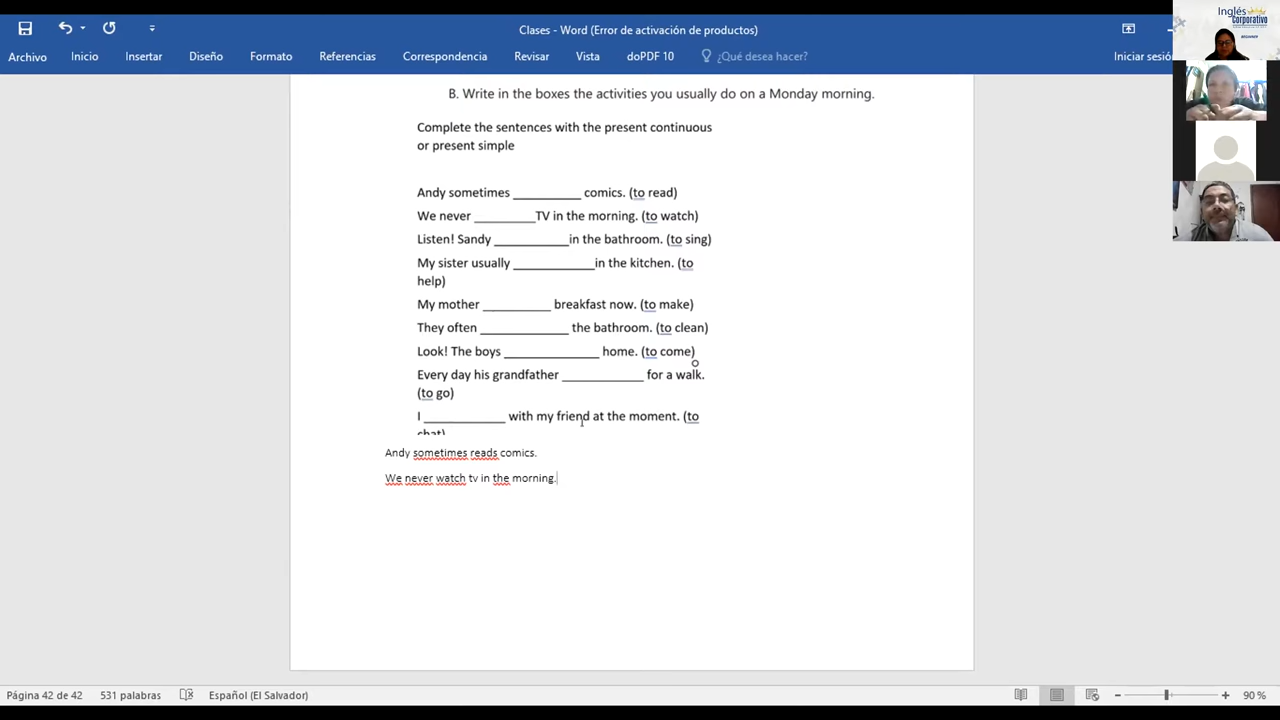 Clases - Word (Error de activación de productos)
Archivo Inicio Insertar Diseño Formato Referencias Correspondencia Revisar Vista doPDF 10 ¿Qué desea hacer? Iniciar sesió
Inglés
Corporativo
B. Write in the boxes the activities you usually do on a Monday morning.
Complete the sentences with the present continuous
or present simple
Andy sometimes __________ comics. (to read)
We never _________TV in the morning. (to watch)
Listen! Sandy ___________in the bathroom. (to sing)
My sister usually ____________in the kitchen. (to
help)
My mother __________ breakfast now. (to make)
They often _____________ the bathroom. (to clean)
Look! The boys ______________ home. (to come)
Every day his grandfather ____________ for a walk.
(to go)
I ____________ with my friend at the moment. (to
chat)
Andy sometimes reads comics.
We never watch tv in the morning.
Página 42 de 42 531 palabras Español (El Salvador) 90 %